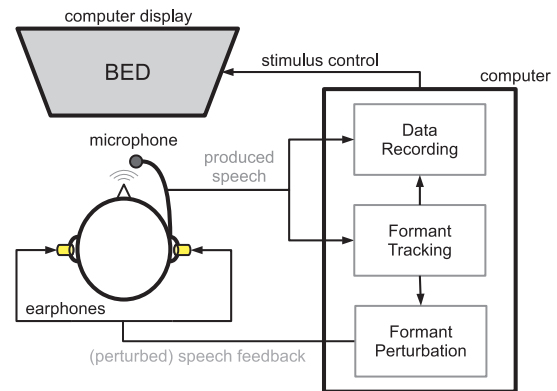 computer display
BED
stimulus control
computer
microphone
produced
speech
Data
Recording
Formant
Tracking
earphones
(perturbed) speech feedback
Formant
Perturbation